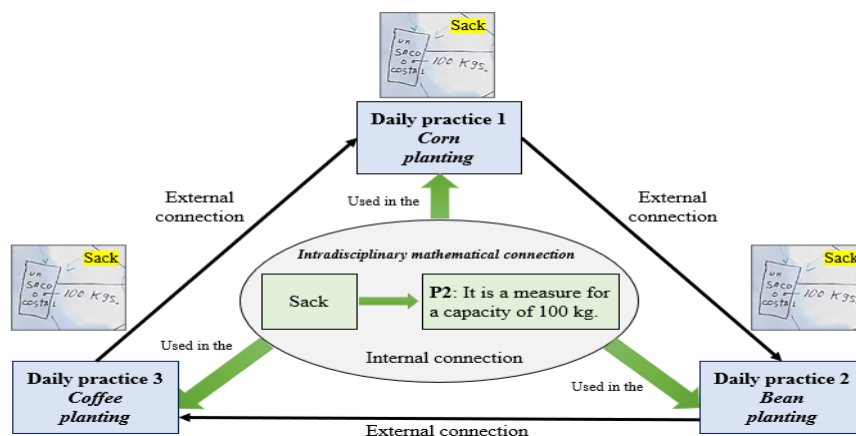 Sack
un
SACO
O
COSTAL
100 KGS.
Daily practice 1
Corn
planting
External
connection
Used in the
External
connection
Sack
un
SACO
O
COSTAL
100 KGS.
Intradisciplinary mathematical connection
Sack
un
SACO
O
COSTAL
100 KGS.
Sack
P2: It is a measure for
a capacity of 100 kg.
Used in the
Internal connection
Used in the
Daily practice 3
Coffee
planting
Daily practice 2
Bean
planting
External connection